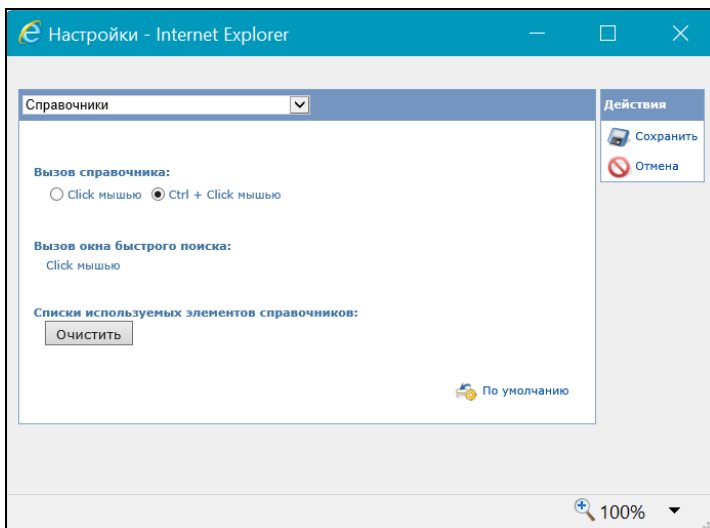 Настройки - Internet Explorer
Справочники
Действия
Сохранить
Отмена
Вызов справочника:
Click мышью Ctrl + Click мышью
Вызов окна быстрого поиска:
Click мышью
Списки используемых элементов справочников:
Очистить
По умолчанию
100%